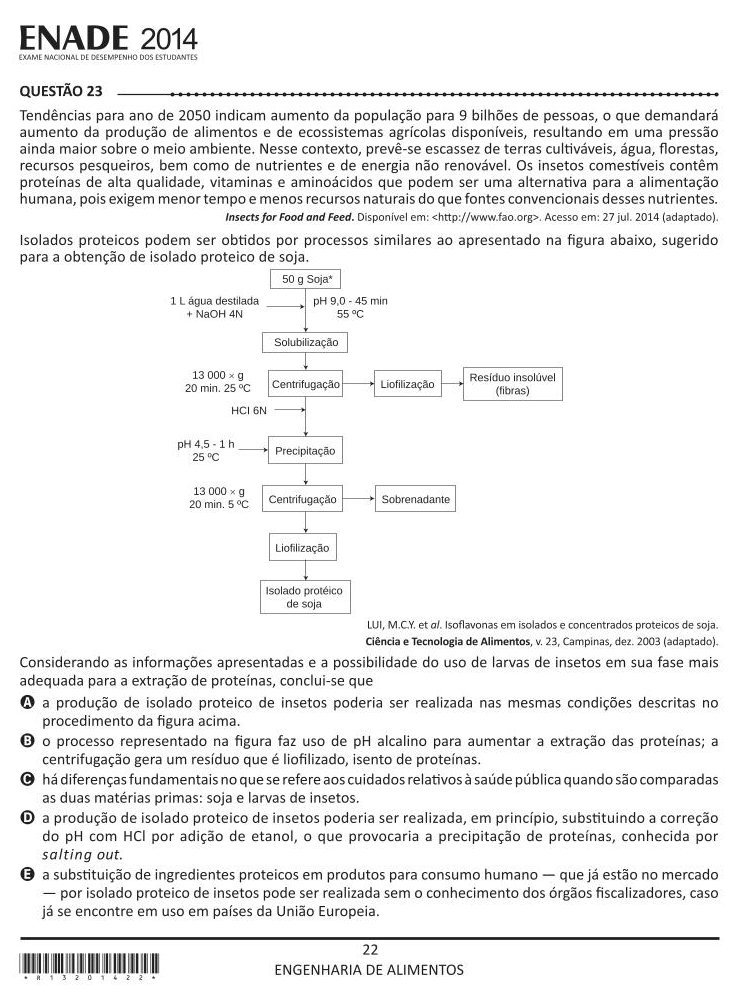 ENADE 2014
EXAME NACIONAL DE DESEMPENHO DOS ESTUDANTES
QUESTÃO 23
Tendências para ano de 2050 indicam aumento da população para 9 bilhões de pessoas, o que demandará
aumento da produção de alimentos e de ecossistemas agrícolas disponíveis, resultando em uma pressão
ainda maior sobre o meio ambiente. Nesse contexto, prevê-se escassez de terras cultiváveis, água, florestas,
recursos pesqueiros, bem como de nutrientes e de energia não renovável. Os insetos comestíveis contêm
proteínas de alta qualidade, vitaminas e aminoácidos que podem ser uma alternativa para a alimentação
humana, pois exigem menor tempo e menos recursos naturais do que fontes convencionais desses nutrientes.
Insects for Food and Feed. Disponível em: <http://www.fao.org>. Acesso em: 27 jul. 2014 (adaptado).
Isolados proteicos podem ser obtidos por processos similares ao apresentado na figura abaixo, sugerido
para a obtenção de isolado proteico de soja.
50 g Soja*
1 L água destilada
+ NaOH 4N
pH 9,0 - 45 min
55 ºC
Solubilização
13 000 × g
20 min. 25 ºC
Centrifugação
Liofilização
Resíduo insolúvel
(fibras)
HCI 6N
pH 4,5 - 1 h
25 ºC
Precipitação
13 000 × g
20 min. 5 ºC
Centrifugação
Sobrenadante
Liofilização
Isolado protéico
de soja
LUI, M.C.Y. et al. Isoflavonas em isolados e concentrados proteicos de soja.
Ciência e Tecnologia de Alimentos, v. 23, Campinas, dez. 2003 (adaptado).
Considerando as informações apresentadas e a possibilidade do uso de larvas de insetos em sua fase mais
adequada para a extração de proteínas, conclui-se que
A a produção de isolado proteico de insetos poderia ser realizada nas mesmas condições descritas no
procedimento da figura acima.
B o processo representado na figura faz uso de pH alcalino para aumentar a extração das proteínas; a
centrifugação gera um resíduo que é liofilizado, isento de proteínas.
C há diferenças fundamentais no que se refere aos cuidados relativos à saúde pública quando são comparadas
as duas matérias primas: soja e larvas de insetos.
D a produção de isolado proteico de insetos poderia ser realizada, em princípio, substituindo a correção
do pH com HCl por adição de etanol, o que provocaria a precipitação de proteínas, conhecida por
salting out.
E a substituição de ingredientes proteicos em produtos para consumo humano — que já estão no mercado
— por isolado proteico de insetos pode ser realizada sem o conhecimento dos órgãos fiscalizadores, caso
já se encontre em uso em países da União Europeia.
22
ENGENHARIA DE ALIMENTOS
* 8 1 3 2 0 1 4 2 2 *